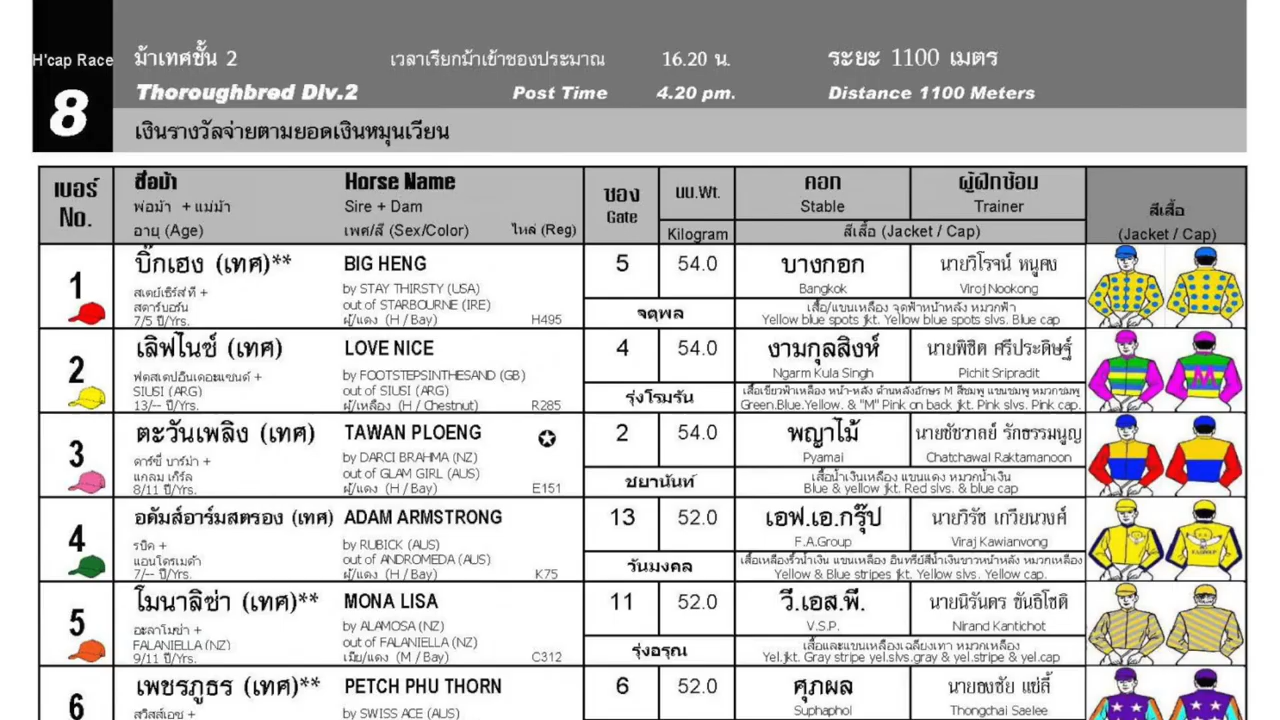 H'cap Race
8
ม้าเทศชั้น 2 เวลาเรียกม้าเข้าซองประมาณ 16.20 น. ระยะ 1100 เมตร
Thoroughbred Div.2 Post Time 4.20 pm. Distance 1100 Meters
เงินรางวัลจ่ายตามยอดเงินหมุนเวียน
เบอร์ ชื่อม้า Horse Name ซอง นน.Wt. คอก ผู้ฝึกซ้อม สีเสื้อ
No. พ่อม้า + แม่ม้า Sire + Dam Gate Stable Trainer
อายุ (Age) เพศ/สี (Sex/Color) ไหล่ (Reg) Kilogram สีเสื้อ (Jacket / Cap) (Jacket / Cap)
1 บิ๊กเฮง (เทศ)** BIG HENG 5 54.0 บางกอก นายวิโรจน์ หนูคง
สเตย์เธิร์สที + by STAY THIRSTY (USA) Bangkok Viroj Nookong
สตาร์บอร์น out of STARBOURNE (IRE) จตุพล เสื้อ/แขนเหลือง จุดฟ้าหน้าหลัง หมวกฟ้า
7/5 ปี/Yrs. ผู้/แดง (H / Bay) H495 Yellow blue spots jkt. Yellow blue spots slvs. Blue cap
2 เลิฟไนซ์ (เทศ) LOVE NICE 4 54.0 งามกุลสิงห์ นายพิชิต ศรีประดิษฐ์
ฟุตสเตปอินเดอะแซนด์ + by FOOTSTEPSINTHESAND (GB) Ngarm Kula Singh Pichit Sripradit
SIUSI (ARG) out of SIUSI (ARG) รุ่งโรมรัน เสื้อเขียวฟ้าเหลือง หน้า-หลัง ด้านหลังอักษร M สีชมพู แขนชมพู หมวกชมพู
13/-- ปี/Yrs. ผู้/เหลือง (H / Chestnut) R285 Green.Blue.Yellow. & "M" Pink on back jkt. Pink slvs. Pink cap.
M
3 ตะวันเพลิง (เทศ) TAWAN PLOENG 2 54.0 พญาไม้ นายชัชวาลย์ รักธรรมนูญ
ดาร์ซี่ บาร์ม่า + by DARCI BRAHMA (NZ) Pyamai Chatchawal Raktamanoon
แกลม เกิร์ล out of GLAM GIRL (AUS) ชยานันท์ เสื้อน้ำเงินเหลือง แขนแดง หมวกน้ำเงิน
8/11 ปี/Yrs. ผู้/แดง (H / Bay) E151 Blue & yellow jkt. Red slvs. & blue cap
4 อดัมส์อาร์มสตรอง (เทศ) ADAM ARMSTRONG 13 52.0 เอฟ.เอ.กรุ๊ป นายวิรัช เกวียนวงศ์
รูบิค + by RUBICK (AUS) F.A.Group Viraj Kawianvong
แอนโดรเมด้า out of ANDROMEDA (AUS) วันมงคล เสื้อเหลืองริ้วน้ำเงิน แขนเหลือง อินทรีย์สีน้ำเงินขาวหน้าหลัง หมวกเหลือง
7/-- ปี/Yrs. ผู้/แดง (H / Bay) K75 Yellow & Blue stripes jkt. Yellow slvs. Yellow cap.
5 โมนาลิซ่า (เทศ)** MONA LISA 11 52.0 วี.เอส.พี. นายนิรันดร ขันธิโชติ
อะลาโมซ่า + by ALAMOSA (NZ) V.S.P. Nirand Kantichot
FALANIELLA (NZ) out of FALANIELLA (NZ) รุ่งอรุณ เสื้อและแขนเหลืองเฉลียงเทา หมวกเหลือง
9/11 ปี/Yrs. เมีย/แดง (M / Bay) C312 Yel.jkt. Gray stripe yel.slvs.gray & yel.stripe & yel.cap
6 เพชรภูธร (เทศ)** PETCH PHU THORN 6 52.0 ศุภผล นายธงชัย แซ่ลี้
สวิสส์เอซ + by SWISS ACE (AUS) Suphaphol Thongchai Saelee